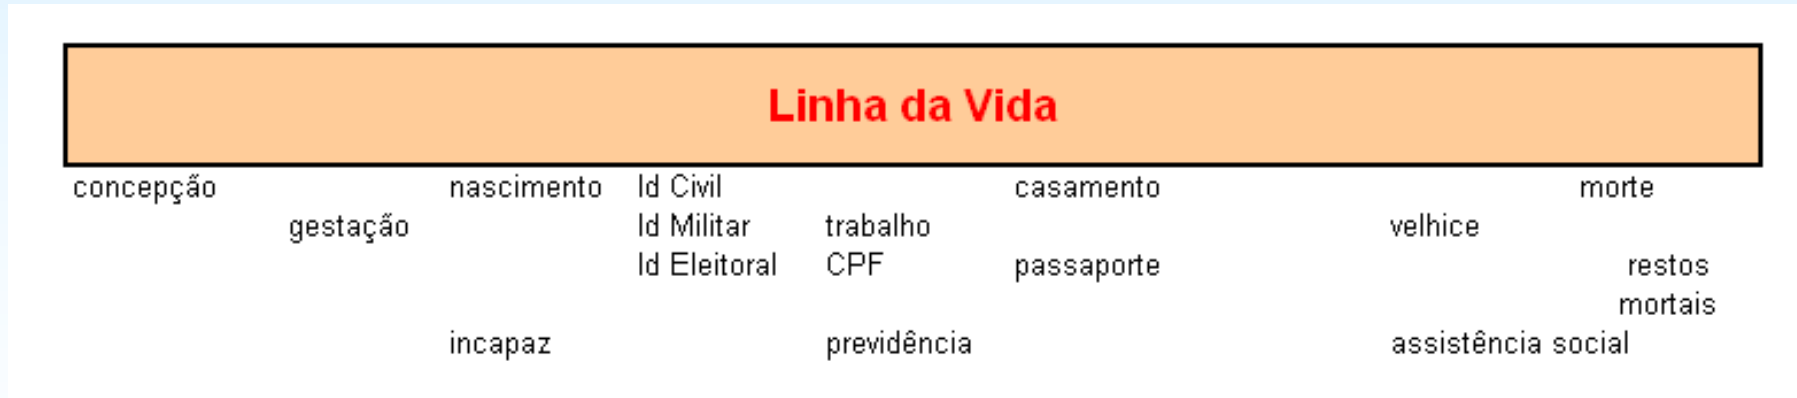 Linha da Vida
concepção nascimento Id Civil casamento morte
gestação Id Militar trabalho velhice
Id Eleitoral CPF passaporte restos
mortais
incapaz previdência assistência social